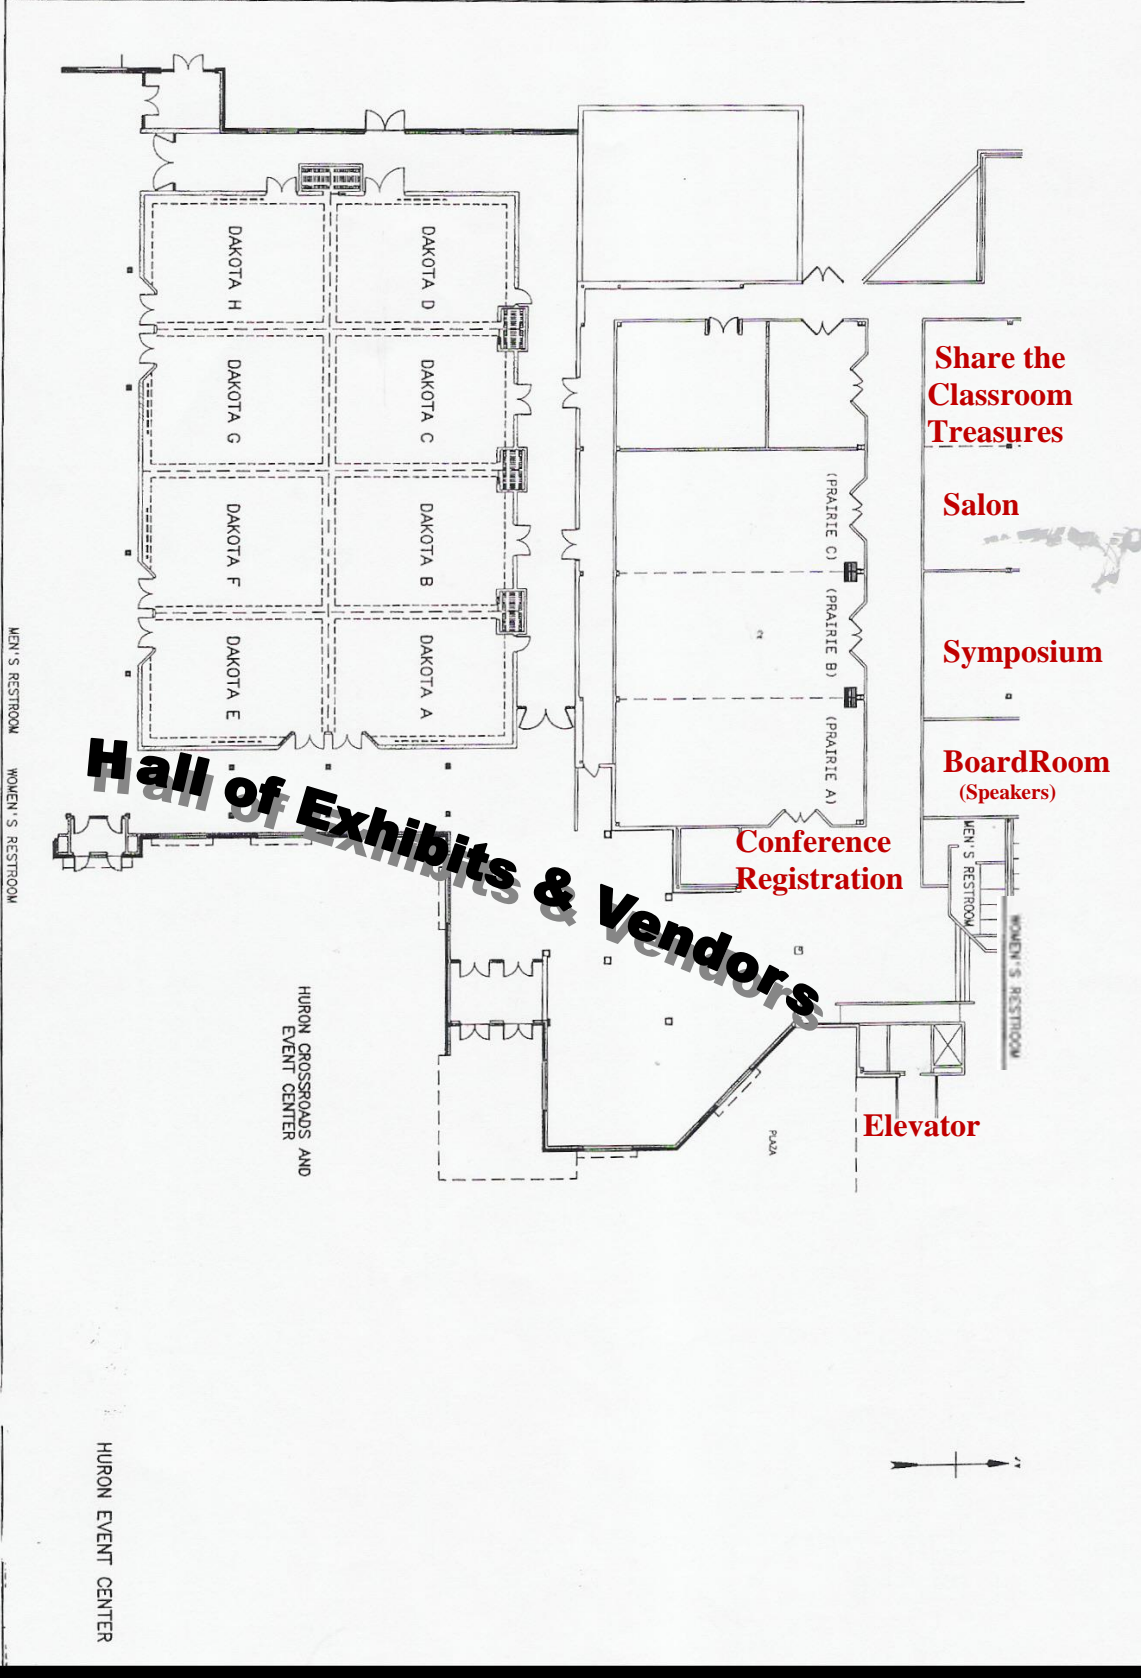 DAKOTA H
DAKOTA D
DAKOTA G
DAKOTA C
DAKOTA F
DAKOTA B
DAKOTA E
DAKOTA A
(PRAIRIE C)
(PRAIRIE B)
(PRAIRIE A)
Share the
Classroom
Treasures
Salon
Symposium
BoardRoom
(Speakers)
Hall of Exhibits & Vendors
Conference
Registration
MEN'S RESTROOM
WOMEN'S RESTROOM
MEN'S RESTROOM
WOMEN'S RESTROOM
Elevator
PLAZA
HURON CROSSROADS AND
EVENT CENTER
HURON EVENT CENTER